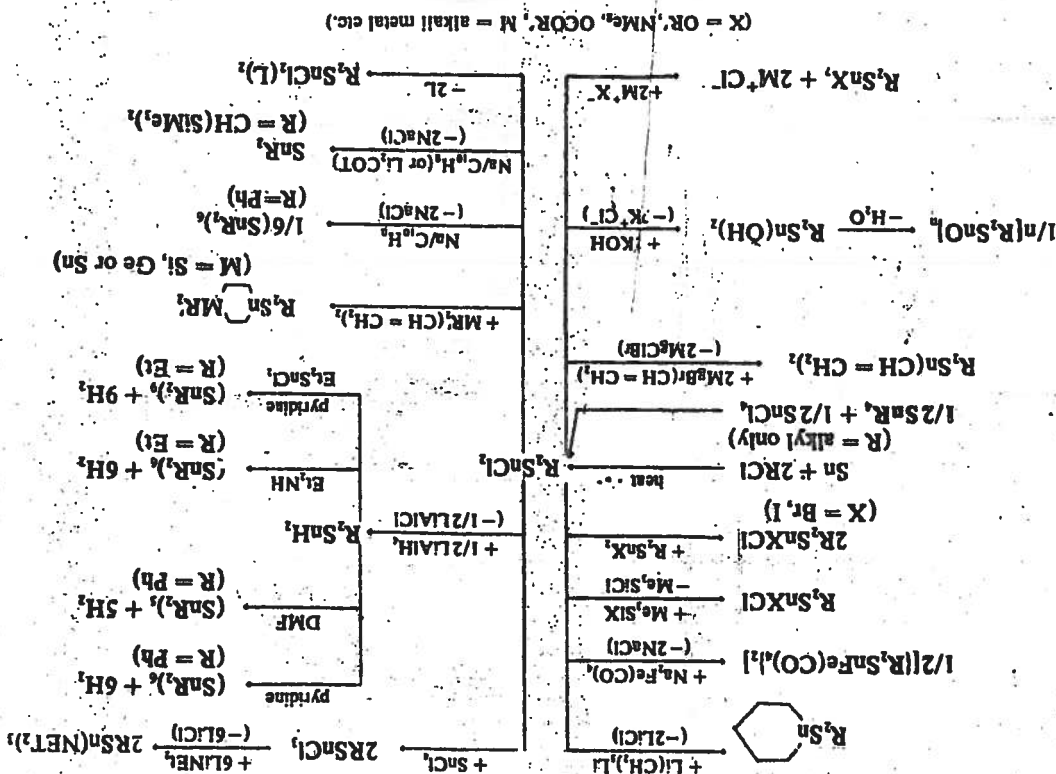 R₂Sn
+ Li(CH₂)₅Li
(−2LiCl)
+ SnCl₄
2RSnCl₃
+ 6LiNEt₂
(−6LiCl)
2RSn(NET₂)₃
1/2[{R₂SnFe(CO)₄}₂]
+ Na₂Fe(CO)₄
(−2NaCl)
R₂SnXCl
+ Me₃SiX
−Me₃SiCl
2R₂SnXCl
(X = Br, I)
+ R₂SnX₂
Sn + 2RCl
(R = alkyl only)
heat
1/2SnR₄ + 1/2SnCl₄
R₂SnCl₂
R₂Sn(CH = CH₂)₂
+ 2MgBr(CH = CH₂)
(−2MgClBr)
1/n[R₂SnO]ₙ
−H₂O
R₂Sn(OH)₂
+ KOH
(−K⁺Cl⁻)
R₂SnX₂ + 2M⁺Cl⁻
+2M⁺X⁻
pyridine
(SnR₂)₆ + 6H₂
(R = Ph)
DMF
(SnR₂)₅ + 5H₂
(R = Ph)
+ 1/2LiAlH₄
(−1/2LiAlCl)
R₂SnH₂
Et₂NH
(SnR₂)₆ + 6H₂
(R = Et)
pyridine
Et₂SnCl₂
(SnR₂)₉ + 9H₂
(R = Et)
+ MR'₂(CH = CH₂)₂
R₂Sn MR'₂
(M = Si, Ge or Sn)
Na/C₁₀H₈
(−2NaCl)
1/6(SnR₂)₆
(R=Ph)
Na/C₁₀H₈(or Li₂COT)
(−2NaCl)
SnR₂
(R = CH(SiMe₃)₂
−2L
R₂SnCl₂(L)₂
(X = OR', NMe₂, OCOR', M = alkali metal etc.)